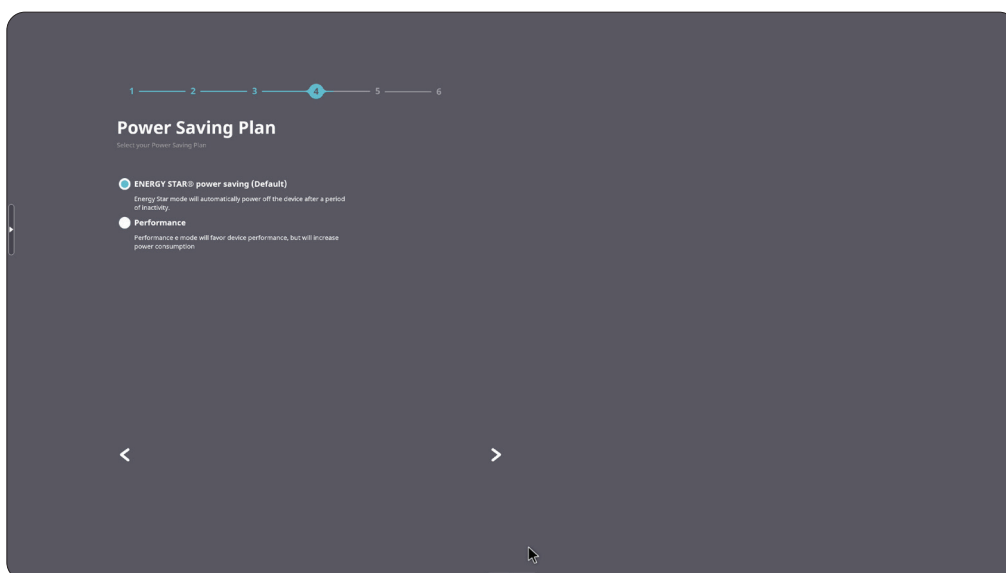 1 2 3 4 5 6
Power Saving Plan
Select your Power Saving Plan
ENERGY STAR® power saving (Default)
Energy Star mode will automatically power off the device after a period
of inactivity.
Performance
Performance e mode will favor device performance, but will increase
power consumption